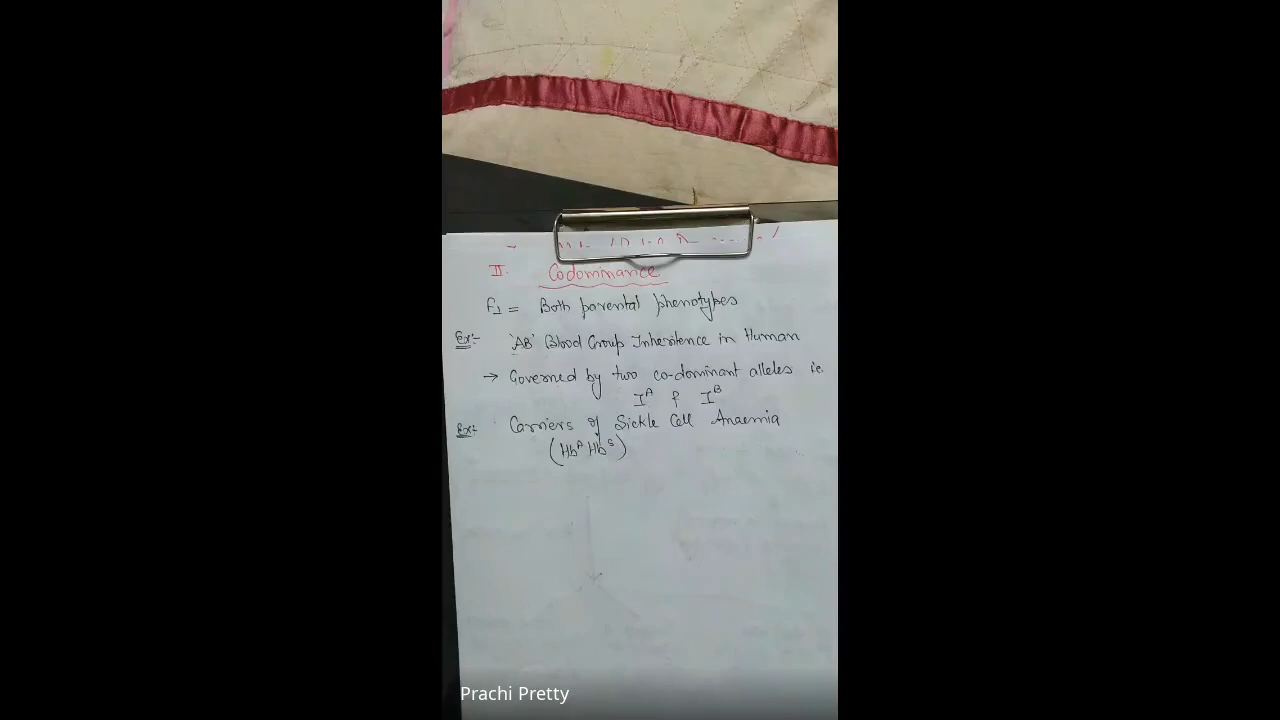 II. Codominance
F1 = Both parental phenotypes
Ex:- 'AB' Blood Group Inheritence in Human
→ Governed by two co-dominant alleles i.e.
I^A & I^B
Ex:- Carriers of Sickle Cell Anaemia
(Hb^A Hb^S)
Prachi Pretty